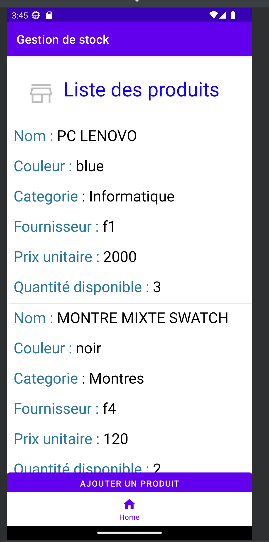 3:45
Gestion de stock
Liste des produits
Nom : PC LENOVO
Couleur : blue
Categorie : Informatique
Fournisseur : f1
Prix unitaire : 2000
Quantité disponible : 3
Nom : MONTRE MIXTE SWATCH
Couleur : noir
Categorie : Montres
Fournisseur : f4
Prix unitaire : 120
Quantité disponible : 2
AJOUTER UN PRODUIT
Home